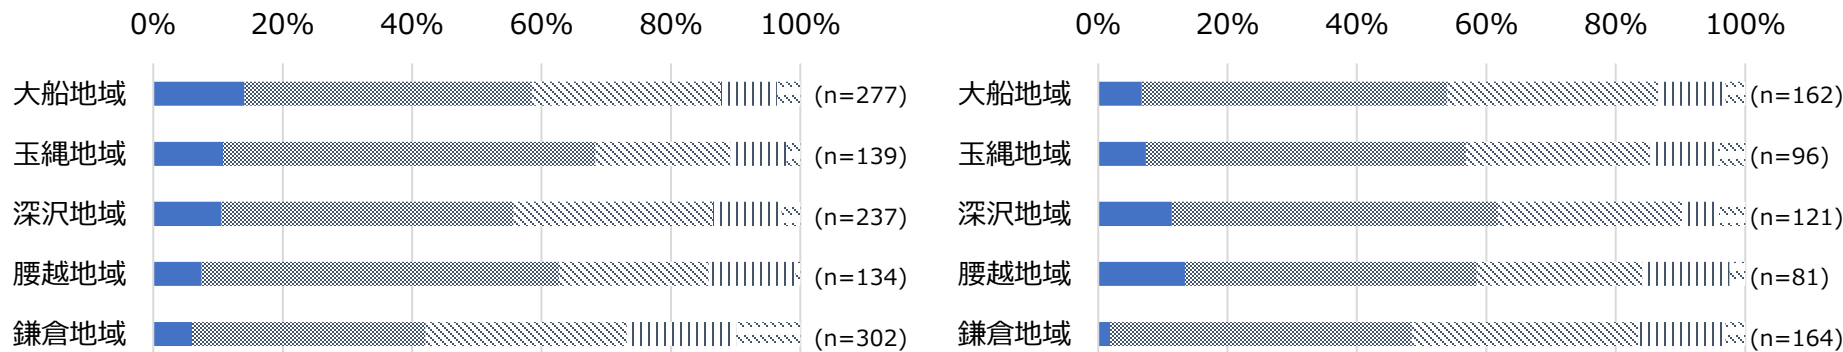 0% 20% 40% 60% 80% 100%
大船地域 (n=277)
玉縄地域 (n=139)
深沢地域 (n=237)
腰越地域 (n=134)
鎌倉地域 (n=302)
0% 20% 40% 60% 80% 100%
大船地域 (n=162)
玉縄地域 (n=96)
深沢地域 (n=121)
腰越地域 (n=81)
鎌倉地域 (n=164)